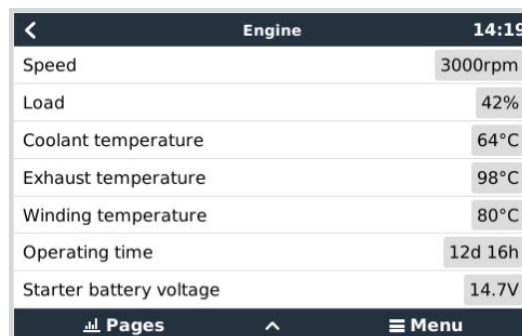 Engine 14:19
Speed 3000rpm
Load 42%
Coolant temperature 64°C
Exhaust temperature 98°C
Winding temperature 80°C
Operating time 12d 16h
Starter battery voltage 14.7V
Pages Menu